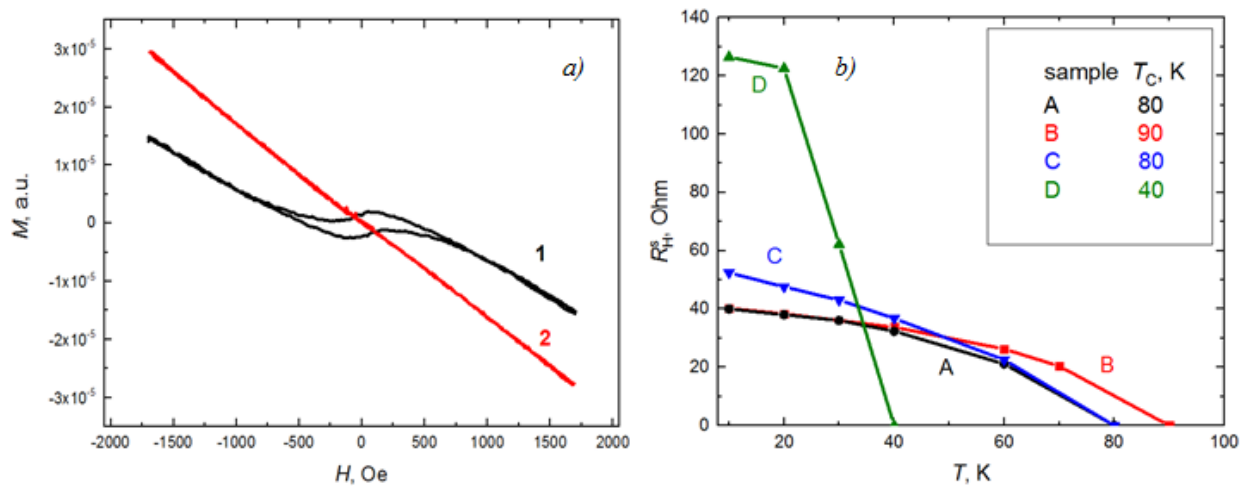 a)
3x10⁻⁵
2x10⁻⁵
1x10⁻⁵
0
-1x10⁻⁵
-2x10⁻⁵
-3x10⁻⁵
M, a.u.
1
2
-2000 -1500 -1000 -500 0 500 1000 1500 2000
H, Oe
b)
140
120
100
80
60
40
20
0
R_H^s, Ohm
sample T_C, K
A 80
B 90
C 80
D 40
D
C
A
B
20 40 60 80 100
T, K